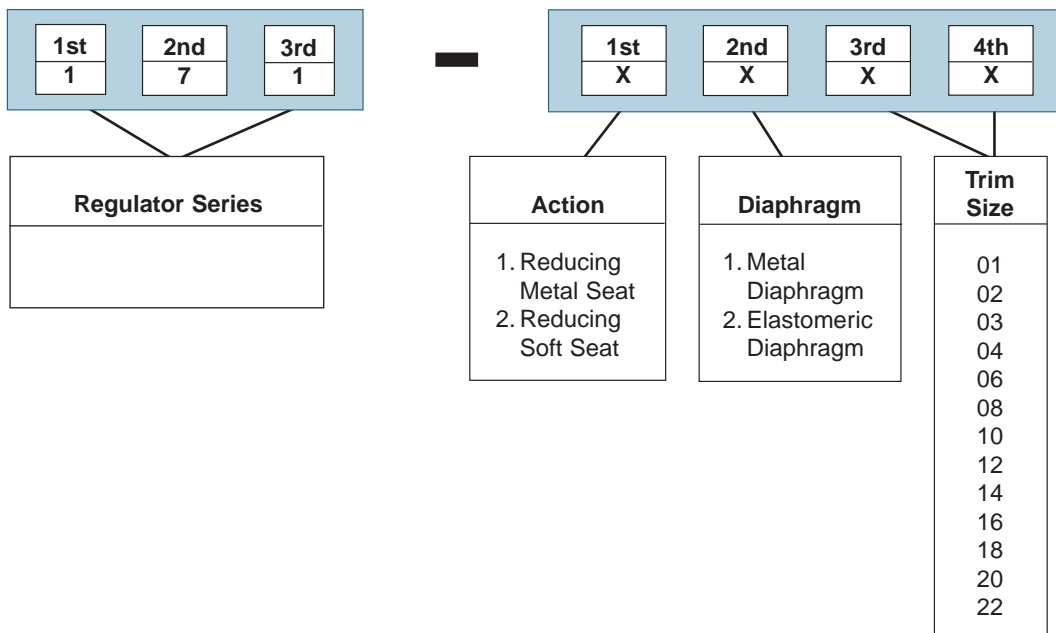 1st 2nd 3rd 1st 2nd 3rd 4th
1 7 1 - X X X X
Regulator Series
Action
1. Reducing
Metal Seat
2. Reducing
Soft Seat
Diaphragm
1. Metal
Diaphragm
2. Elastomeric
Diaphragm
Trim
Size
01
02
03
04
06
08
10
12
14
16
18
20
22